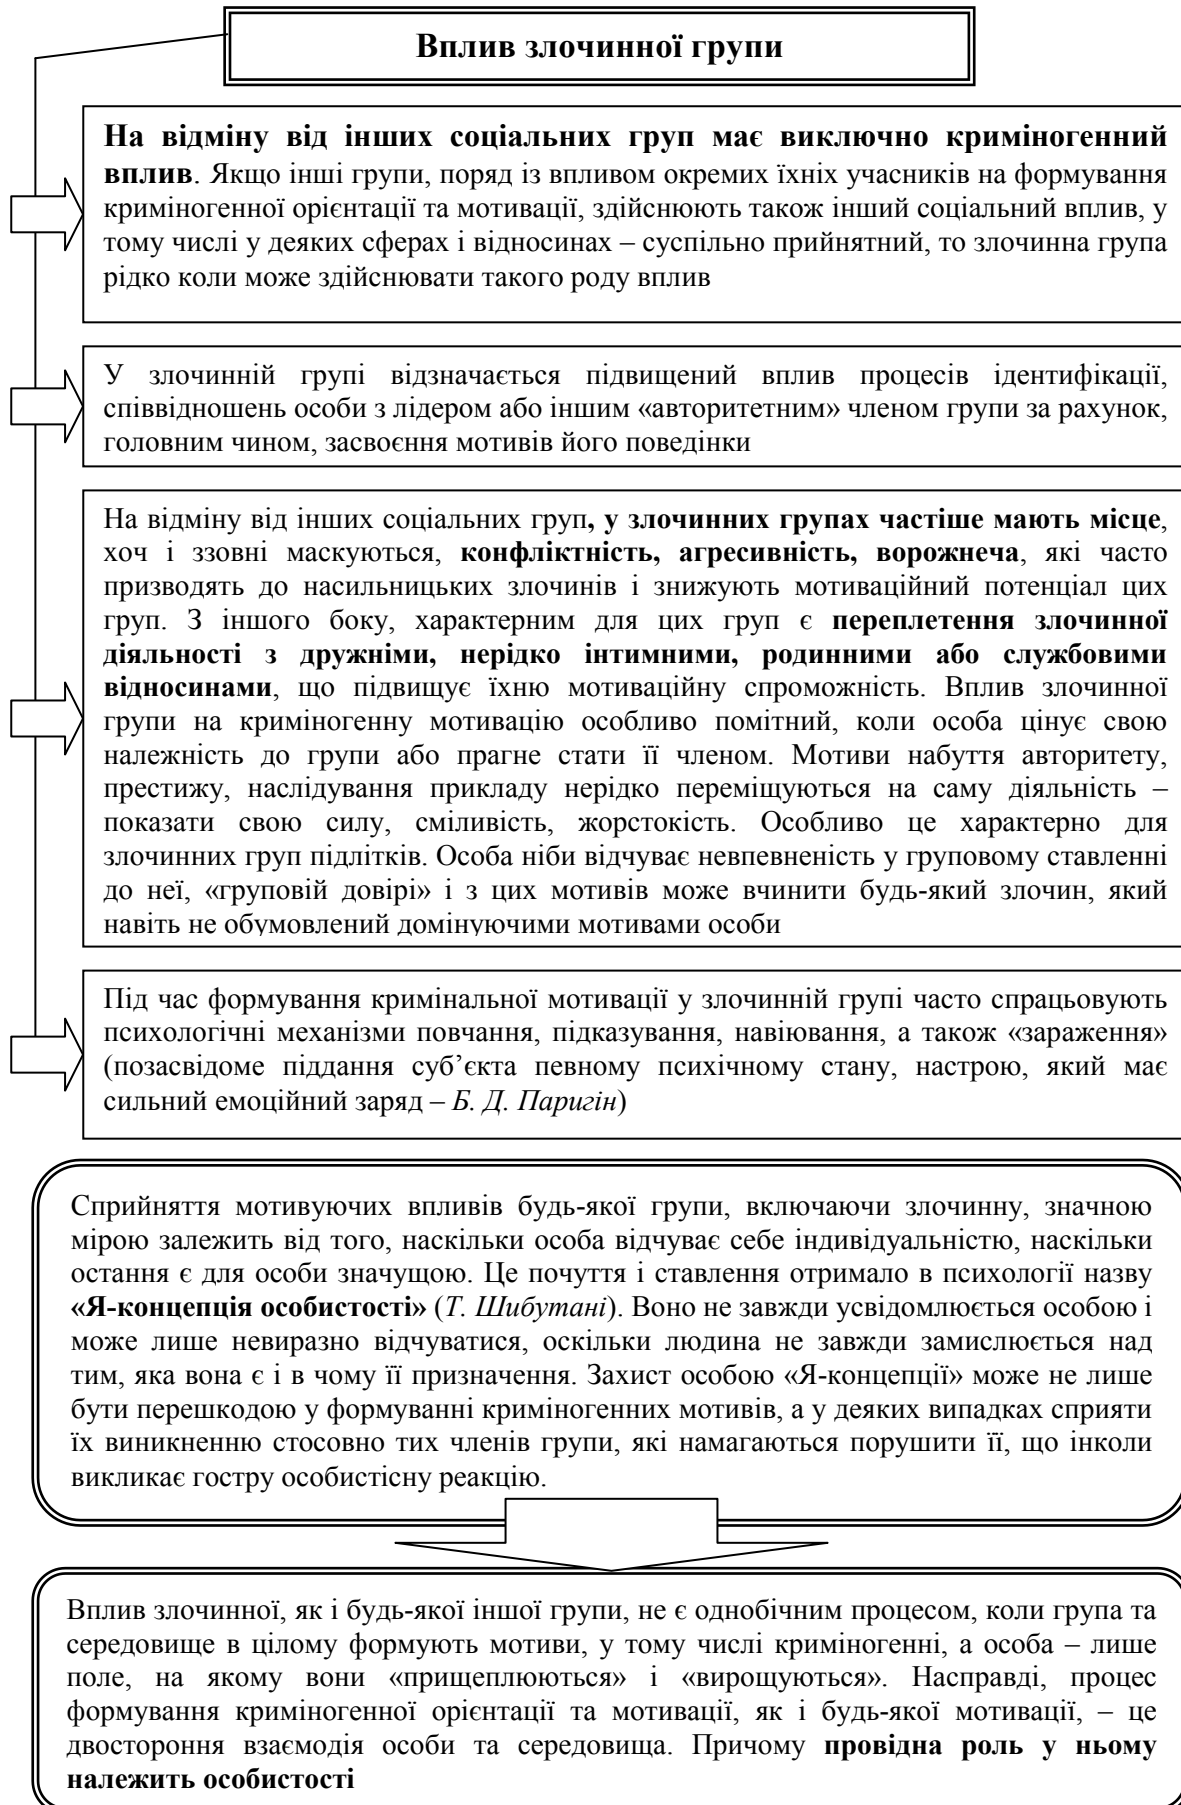 Вплив злочинної групи
На відміну від інших соціальних груп має виключно криміногенний
вплив. Якщо інші групи, поряд із впливом окремих їхніх учасників на формування
криміногенної орієнтації та мотивації, здійснюють також інший соціальний вплив, у
тому числі у деяких сферах і відносинах – суспільно прийнятний, то злочинна група
рідко коли може здійснювати такого роду вплив
У злочинній групі відзначається підвищений вплив процесів ідентифікації,
співвідношень особи з лідером або іншим «авторитетним» членом групи за рахунок,
головним чином, засвоєння мотивів його поведінки
На відміну від інших соціальних груп, у злочинних групах частіше мають місце,
хоч і ззовні маскуються, конфліктність, агресивність, ворожнеча, які часто
призводять до насильницьких злочинів і знижують мотиваційний потенціал цих
груп. З іншого боку, характерним для цих груп є переплетення злочинної
діяльності з дружніми, нерідко інтимними, родинними або службовими
відносинами, що підвищує їхню мотиваційну спроможність. Вплив злочинної
групи на криміногенну мотивацію особливо помітний, коли особа цінує свою
належність до групи або прагне стати її членом. Мотиви набуття авторитету,
престижу, наслідування прикладу нерідко переміщуються на саму діяльність –
показати свою силу, сміливість, жорстокість. Особливо це характерно для
злочинних груп підлітків. Особа ніби відчуває невпевненість у груповому ставленні
до неї, «груповій довірі» і з цих мотивів може вчинити будь-який злочин, який
навіть не обумовлений домінуючими мотивами особи
Під час формування кримінальної мотивації у злочинній групі часто спрацьовують
психологічні механізми повчання, підказування, навіювання, а також «зараження»
(позасвідоме піддання суб’єкта певному психічному стану, настрою, який має
сильний емоційний заряд – Б. Д. Паригін)
Сприйняття мотивуючих впливів будь-якої групи, включаючи злочинну, значною
мірою залежить від того, наскільки особа відчуває себе індивідуальністю, наскільки
остання є для особи значущою. Це почуття і ставлення отримало в психології назву
«Я-концепція особистості» (Т. Шибутані). Воно не завжди усвідомлюється особою і
може лише невиразно відчуватися, оскільки людина не завжди замислюється над
тим, яка вона є і в чому її призначення. Захист особою «Я-концепції» може не лише
бути перешкодою у формуванні криміногенних мотивів, а у деяких випадках сприяти
їх виникненню стосовно тих членів групи, які намагаються порушити її, що інколи
викликає гостру особистісну реакцію.
Вплив злочинної, як і будь-якої іншої групи, не є однобічним процесом, коли група та
середовище в цілому формують мотиви, у тому числі криміногенні, а особа – лише
поле, на якому вони «прищеплюються» і «вирощуються». Насправді, процес
формування криміногенної орієнтації та мотивації, як і будь-якої мотивації, – це
двостороння взаємодія особи та середовища. Причому провідна роль у ньому
належить особистості